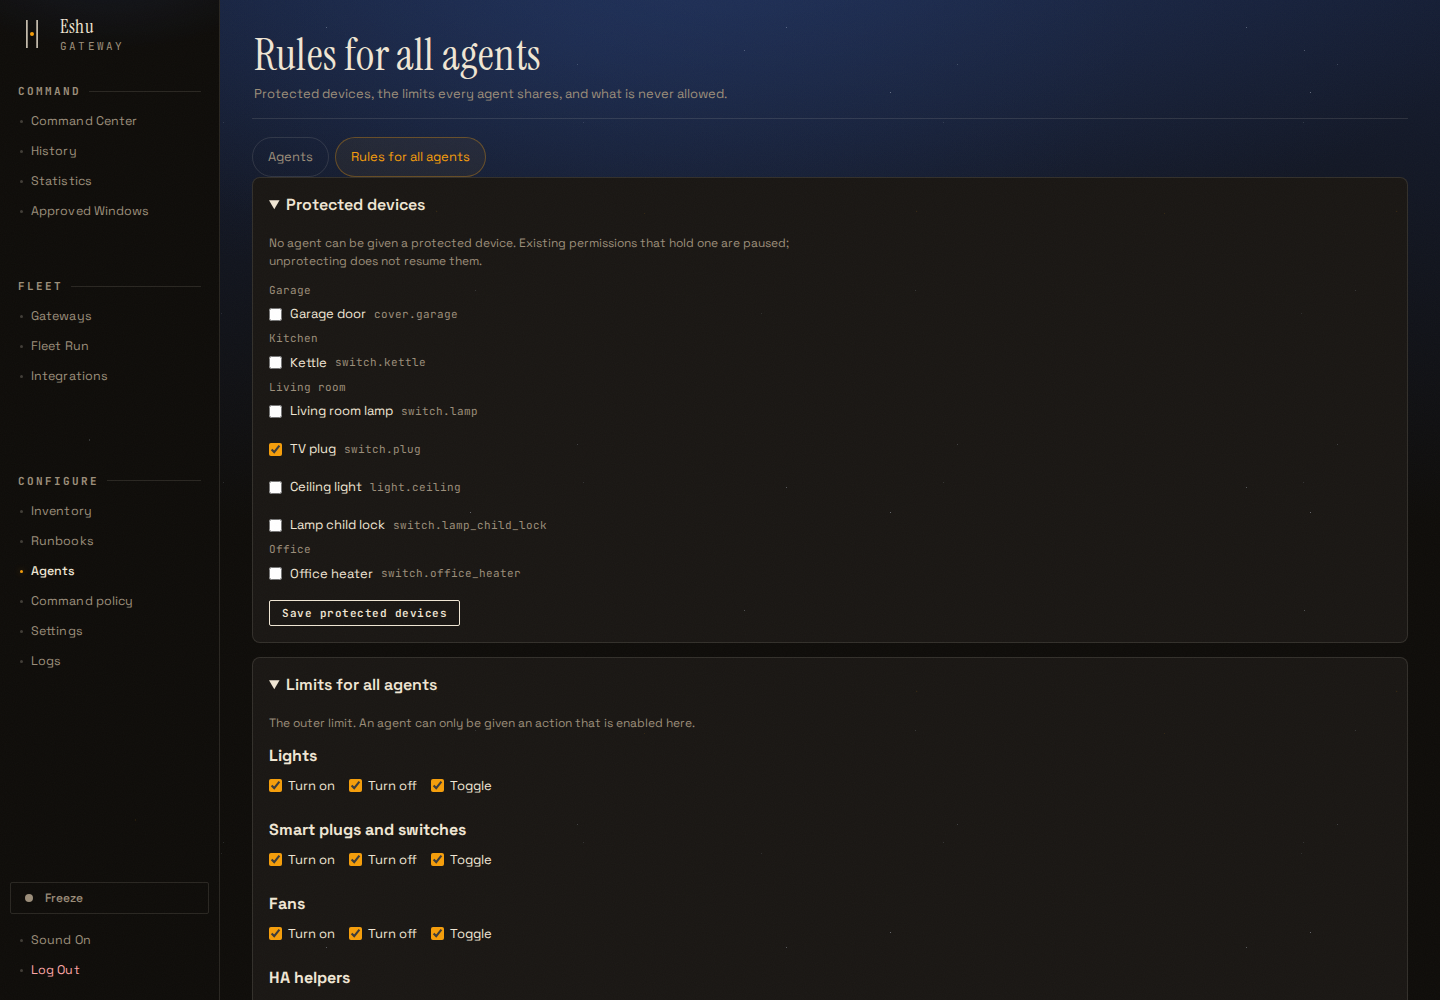 Eshu
GATEWAY
COMMAND
Command Center
History
Statistics
Approved Windows
FLEET
Gateways
Fleet Run
Integrations
CONFIGURE
Inventory
Runbooks
Agents
Command policy
Settings
Logs
Freeze
Sound On
Log Out
Rules for all agents
Protected devices, the limits every agent shares, and what is never allowed.
Agents
Rules for all agents
Protected devices
No agent can be given a protected device. Existing permissions that hold one are paused;
unprotecting does not resume them.
Garage
Garage door cover.garage
Kitchen
Kettle switch.kettle
Living room
Living room lamp switch.lamp
TV plug switch.plug
Ceiling light light.ceiling
Lamp child lock switch.lamp_child_lock
Office
Office heater switch.office_heater
Save protected devices
Limits for all agents
The outer limit. An agent can only be given an action that is enabled here.
Lights
Turn on Turn off Toggle
Smart plugs and switches
Turn on Turn off Toggle
Fans
Turn on Turn off Toggle
HA helpers